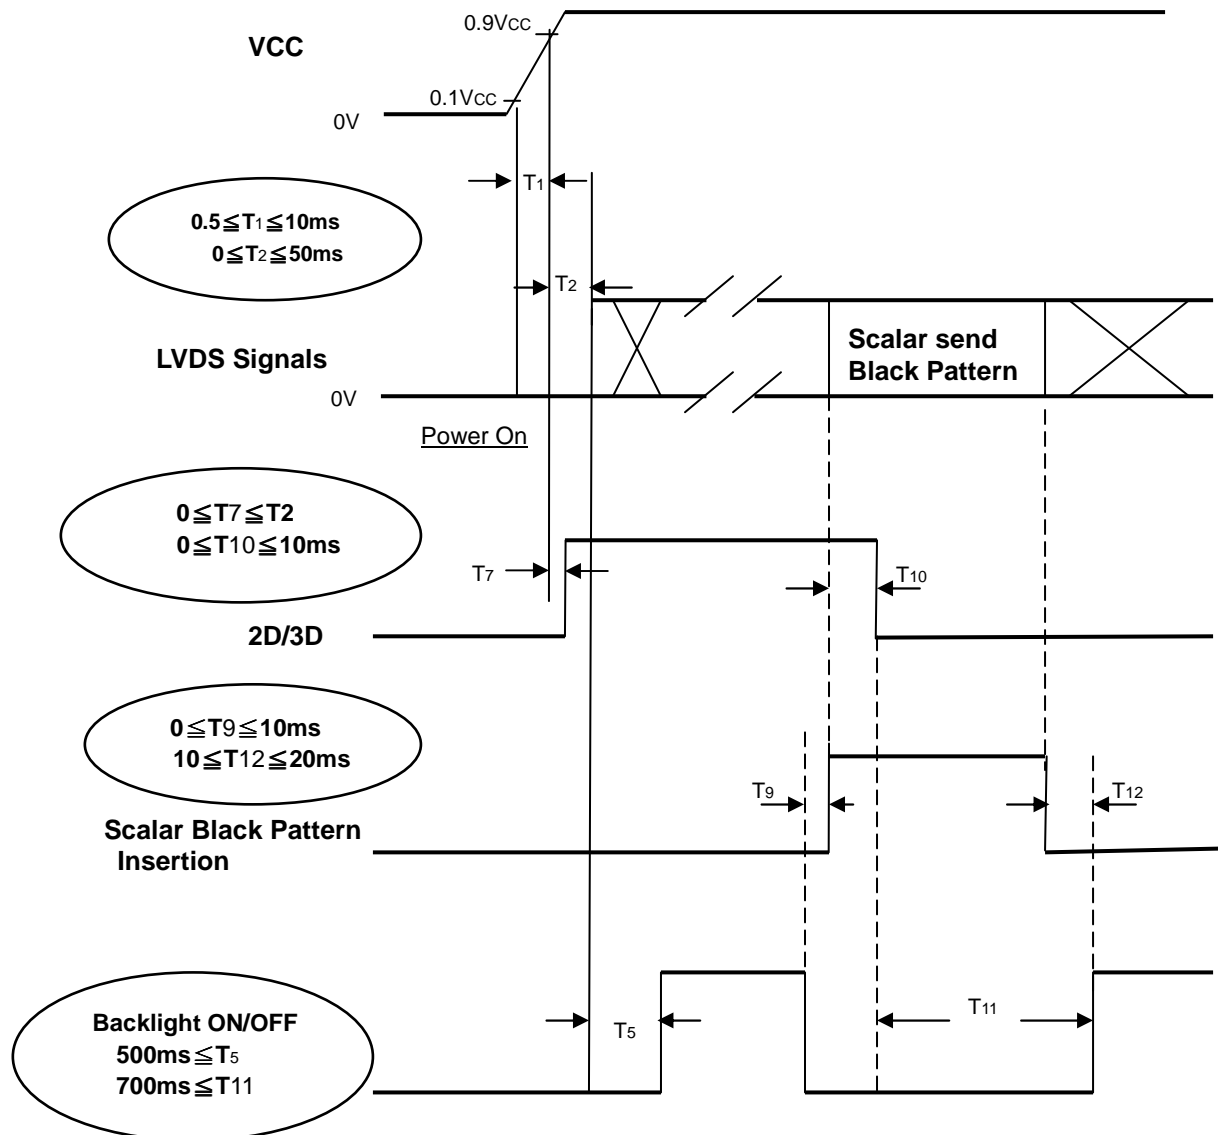 0.9VCC
VCC
0.1VCC
0V
T1
0.5≦T1≦10ms
0≦T2≦50ms
T2
LVDS Signals
Scalar send
Black Pattern
0V
Power On
0≦T7≦T2
0≦T10≦10ms
T7
T10
2D/3D
0≦T9≦10ms
10≦T12≦20ms
T9
T12
Scalar Black Pattern
Insertion
Backlight ON/OFF
500ms≦T5
700ms≦T11
T5
T11